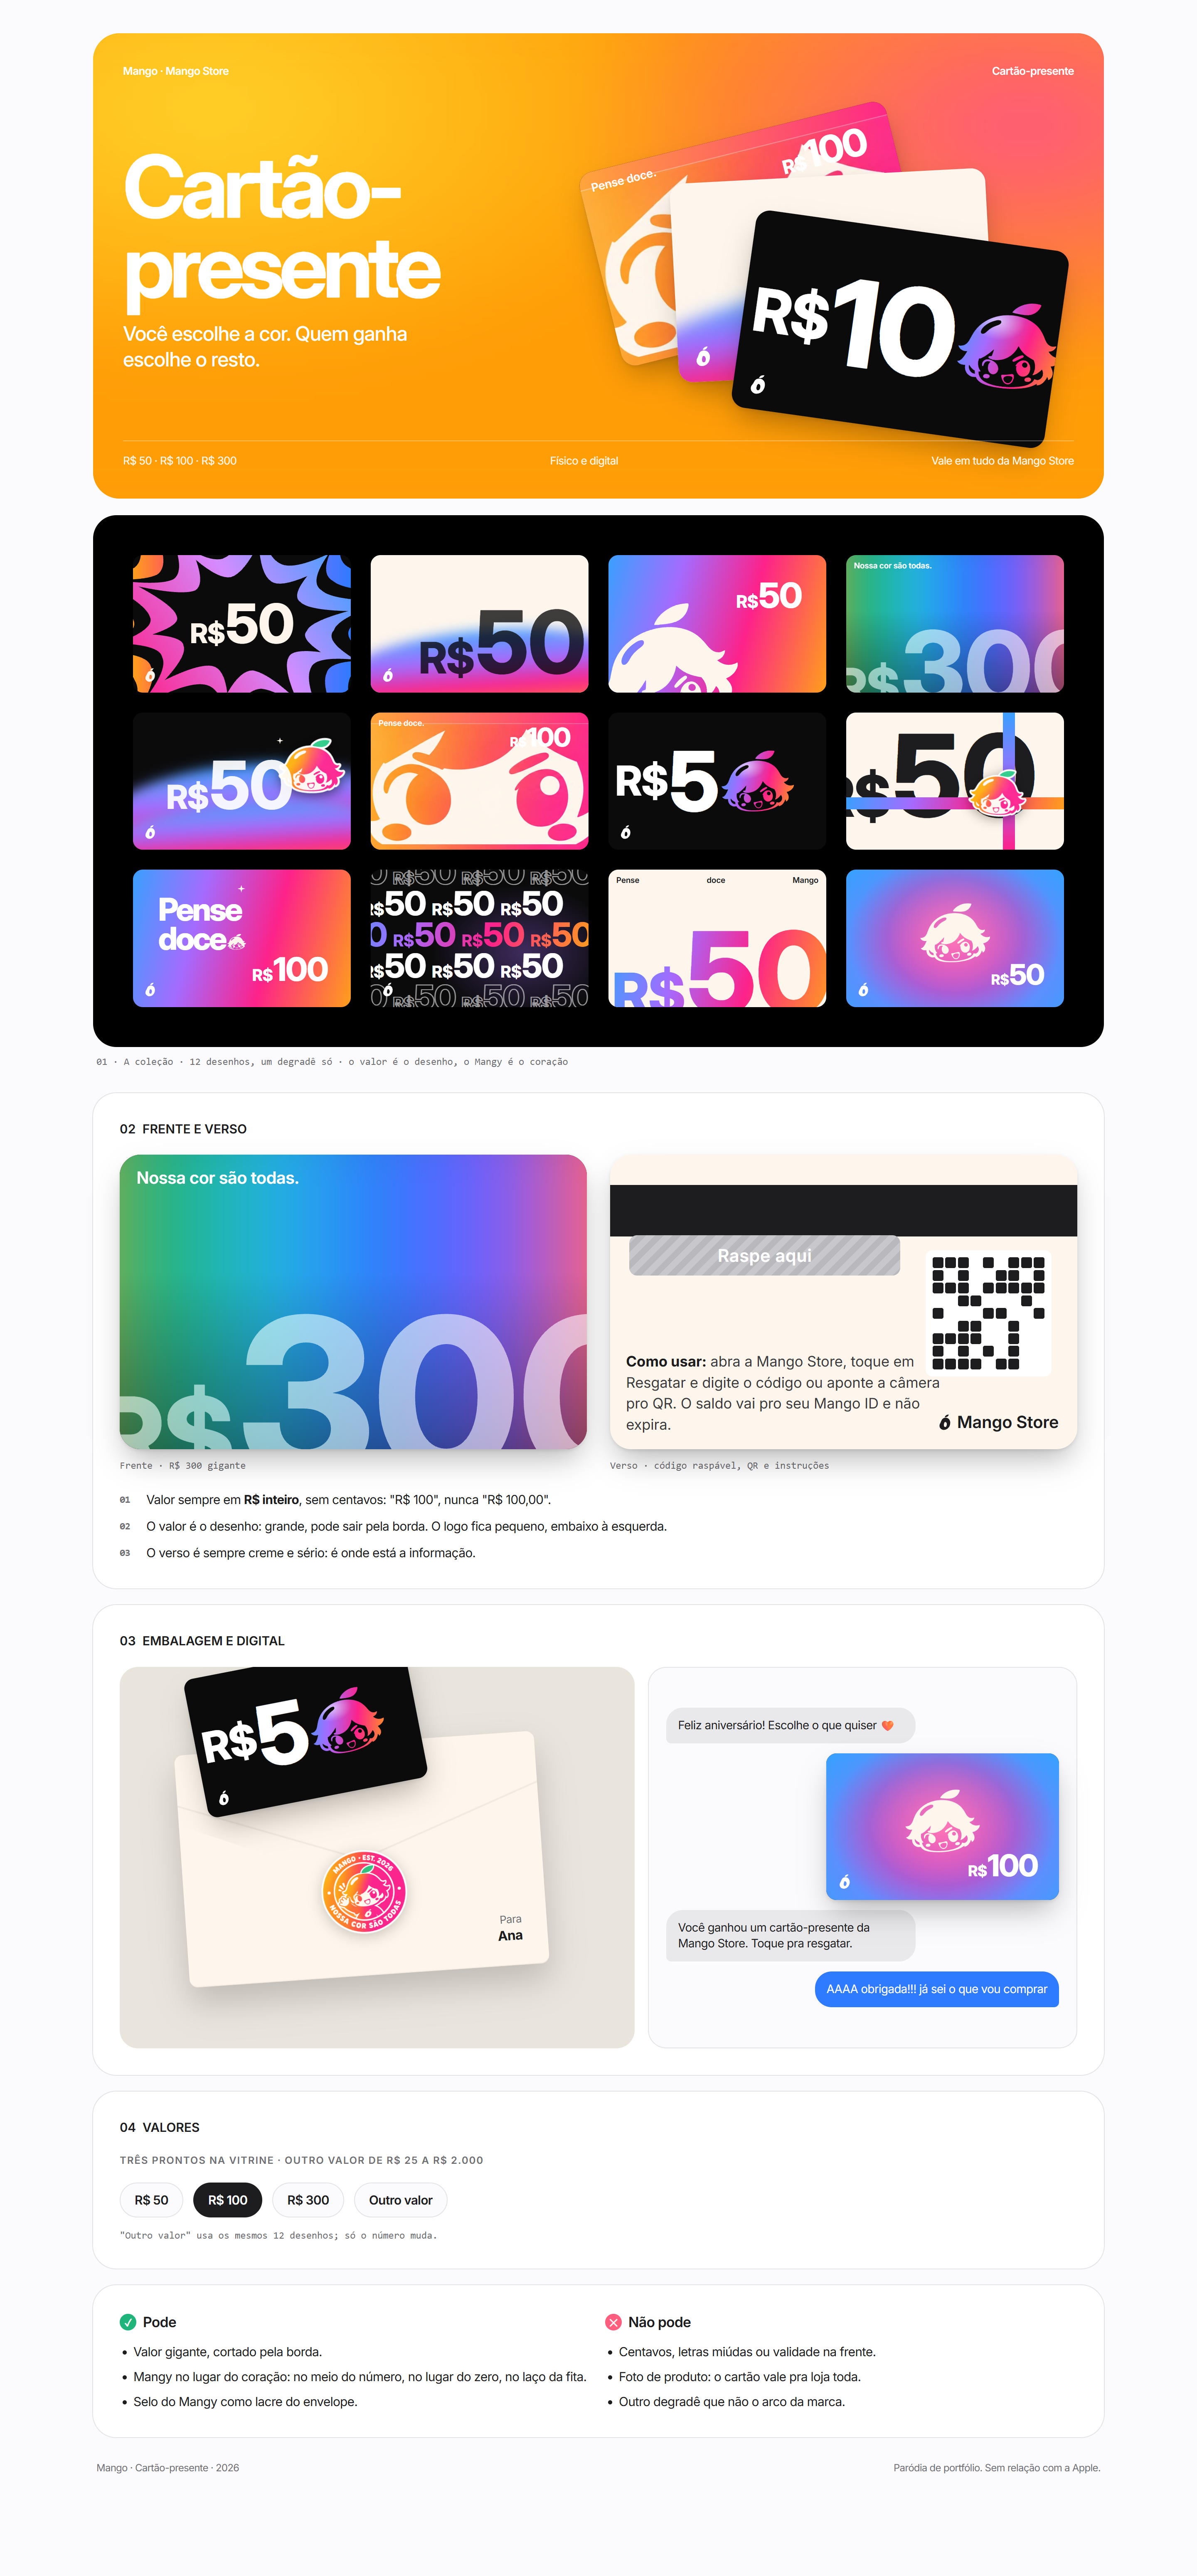 Mango · Mango Store
Cartão-presente
Cartão-
presente
Você escolhe a cor. Quem ganha
escolhe o resto.
Pense doce.
R$100
R$10
R$ 50 · R$ 100 · R$ 300
Físico e digital
Vale em tudo da Mango Store
R$50
R$50
R$50
Nossa cor são todas.
R$300
R$50
Pense doce.
R$100
R$5
R$50
Pense
doce
R$100
R$50 R$50 R$50
R$50 R$50 R$50
0 R$50 R$50 R$50
R$50 R$50 R$50
0 R$50 R$50 R$50
Pense doce Mango
R$50
R$50
01 · A coleção · 12 desenhos, um degradê só · o valor é o desenho, o Mangy é o coração
02 FRENTE E VERSO
Nossa cor são todas.
R$300
Raspe aqui
Como usar: abra a Mango Store, toque em
Resgatar e digite o código ou aponte a câmera
pro QR. O saldo vai pro seu Mango ID e não
expira.
Mango Store
Frente · R$ 300 gigante
Verso · código raspável, QR e instruções
01 Valor sempre em R$ inteiro, sem centavos: "R$ 100", nunca "R$ 100,00".
02 O valor é o desenho: grande, pode sair pela borda. O logo fica pequeno, embaixo à esquerda.
03 O verso é sempre creme e sério: é onde está a informação.
03 EMBALAGEM E DIGITAL
R$5
MANGO · EST. 2026
NOSSA COR SÃO TODAS
Para
Ana
Feliz aniversário! Escolhe o que quiser 🧡
R$100
Você ganhou um cartão-presente da
Mango Store. Toque pra resgatar.
AAAA obrigada!!! já sei o que vou comprar
04 VALORES
TRÊS PRONTOS NA VITRINE · OUTRO VALOR DE R$ 25 A R$ 2.000
R$ 50
R$ 100
R$ 300
Outro valor
"Outro valor" usa os mesmos 12 desenhos; só o número muda.
Pode
• Valor gigante, cortado pela borda.
• Mangy no lugar do coração: no meio do número, no lugar do zero, no laço da fita.
• Selo do Mangy como lacre do envelope.
Não pode
• Centavos, letras miúdas ou validade na frente.
• Foto de produto: o cartão vale pra loja toda.
• Outro degradê que não o arco da marca.
Mango · Cartão-presente · 2026
Paródia de portfólio. Sem relação com a Apple.